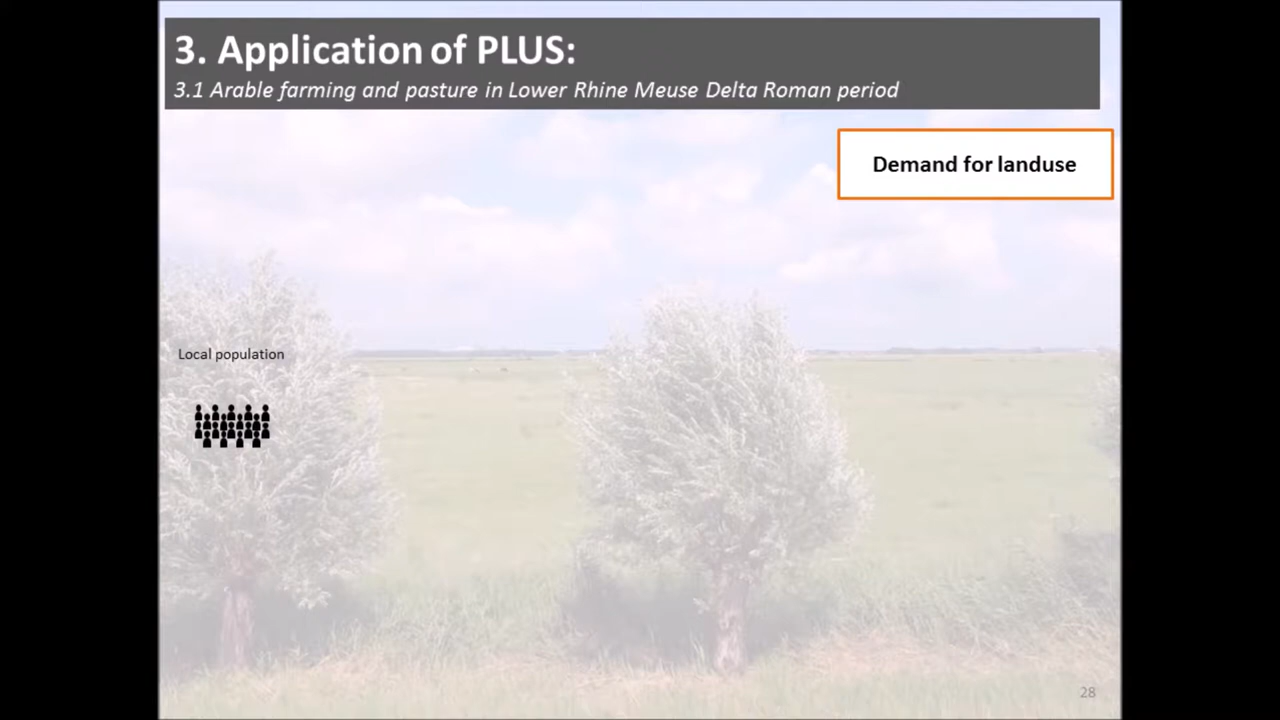 3. Application of PLUS:
3.1 Arable farming and pasture in Lower Rhine Meuse Delta Roman period
Demand for landuse
Local population
28